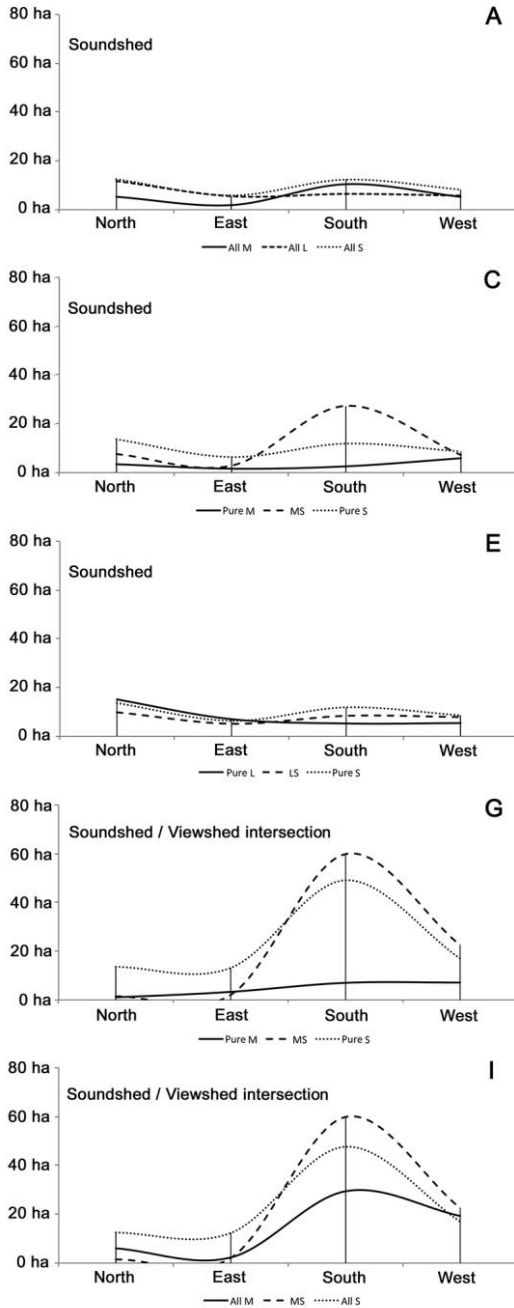 A
80 ha
Soundshed
60 ha
40 ha
20 ha
0 ha
North East South West
All M All L All S
C
80 ha
Soundshed
60 ha
40 ha
20 ha
0 ha
North East South West
Pure M MS Pure S
E
80 ha
Soundshed
60 ha
40 ha
20 ha
0 ha
North East South West
Pure L LS Pure S
G
80 ha
Soundshed / Viewshed intersection
60 ha
40 ha
20 ha
0 ha
North East South West
Pure M MS Pure S
I
80 ha
Soundshed / Viewshed intersection
60 ha
40 ha
20 ha
0 ha
North East South West
All M MS All S